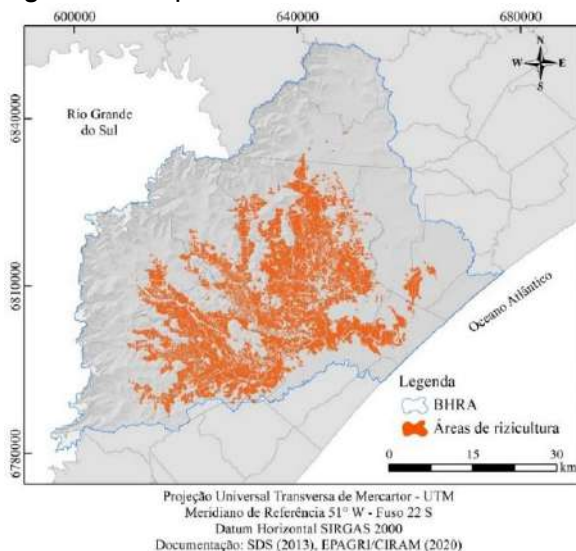 600000 640000 680000
N
W E
S
6840000
Rio Grande
do Sul
6810000
Oceano Atlântico
Legenda
BHRA
Áreas de rizicultura
6780000
0 15 30
km
Projeção Universal Transversa de Mercartor - UTM
Meridiano de Referência 51° W - Fuso 22 S
Datum Horizontal SIRGAS 2000
Documentação: SDS (2013), EPAGRI/CIRAM (2020)